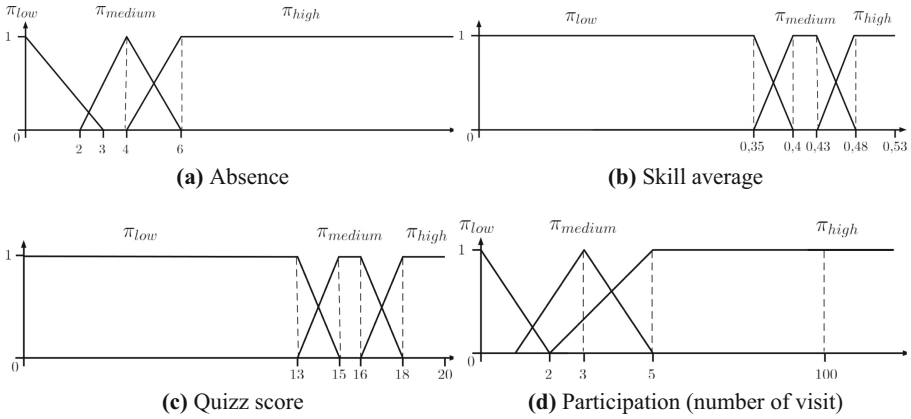 π_low π_medium π_high
1
0 2 3 4 6
(a) Absence
π_low π_medium π_high
1
0 0,35 0,4 0,43 0,48 0,53
(b) Skill average
π_low π_medium π_high
1
0 13 15 16 18 20
(c) Quizz score
π_low π_medium π_high
1
0 2 3 5 100
(d) Participation (number of visit)